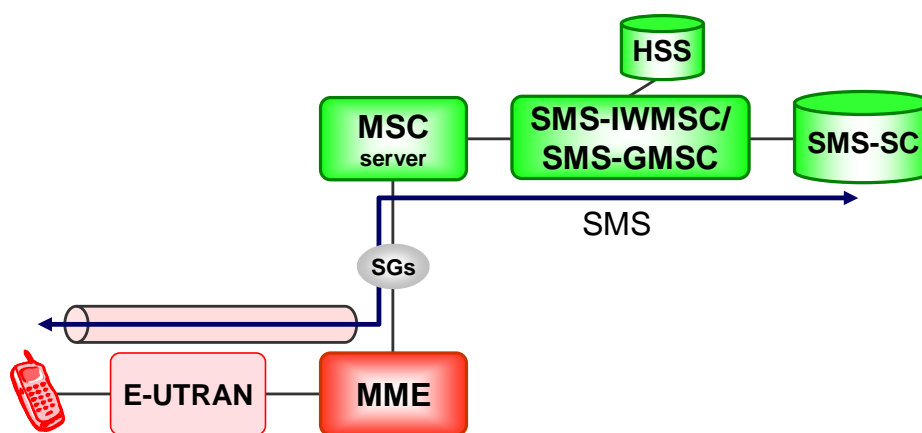 HSS
MSC
server
SMS-IWMSC/
SMS-GMSC
SMS-SC
SMS
SGs
E-UTRAN
MME